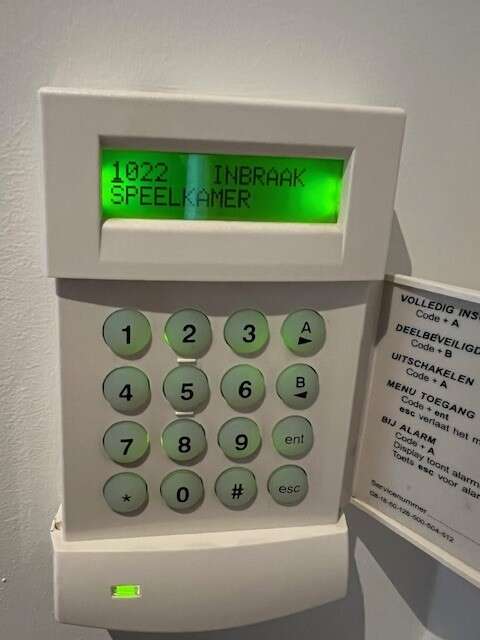 1022 INBRAAK
SPEELKAMER
1 2 3 A
4 5 6 B
7 8 9 ent
* 0 # esc
VOLLEDIG
Code + A
DEELBEVEILIGD
Code + B
UITSCHAKELEN
Code + A
MENU TOEGANG
Code + ent
esc verlaat het
BIJ ALARM
Code + A
Display toont alarm
Toets esc voor
Servicenummer